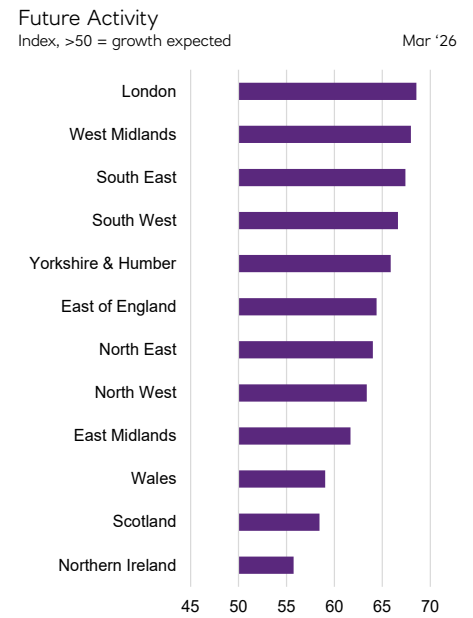 Future Activity
Index, >50 = growth expected Mar ‘26
London
West Midlands
South East
South West
Yorkshire & Humber
East of England
North East
North West
East Midlands
Wales
Scotland
Northern Ireland
45 50 55 60 65 70